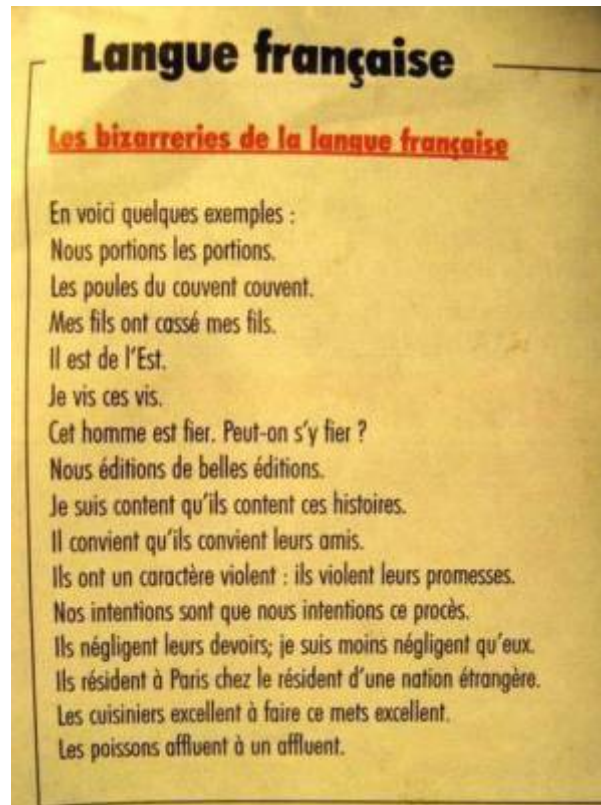 Langue française
Les bizarreries de la langue française
En voici quelques exemples :
Nous portions les portions.
Les poules du couvent couvent.
Mes fils ont cassé mes fils.
Il est de l'Est.
Je vis ces vis.
Cet homme est fier. Peut-on s'y fier ?
Nous éditions de belles éditions.
Je suis content qu'ils content ces histoires.
Il convient qu'ils convient leurs amis.
Ils ont un caractère violent : ils violent leurs promesses.
Nos intentions sont que nous intentions ce procès.
Ils négligent leurs devoirs; je suis moins négligent qu'eux.
Ils résident à Paris chez le résident d'une nation étrangère.
Les cuisiniers excellent à faire ce mets excellent.
Les poissons affluent à un affluent.